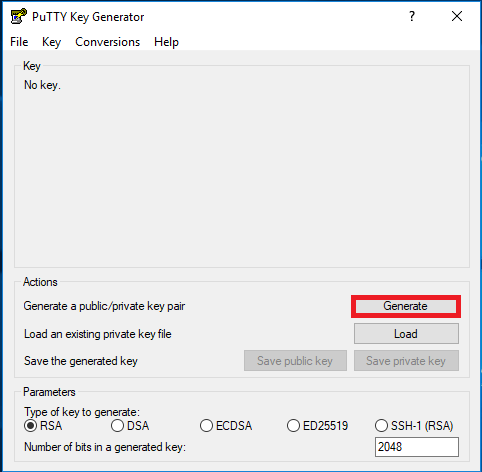 PuTTY Key Generator ?
File Key Conversions Help
Key
No key.
Actions
Generate a public/private key pair Generate
Load an existing private key file Load
Save the generated key Save public key Save private key
Parameters
Type of key to generate:
RSA DSA ECDSA ED25519 SSH-1 (RSA)
Number of bits in a generated key: 2048